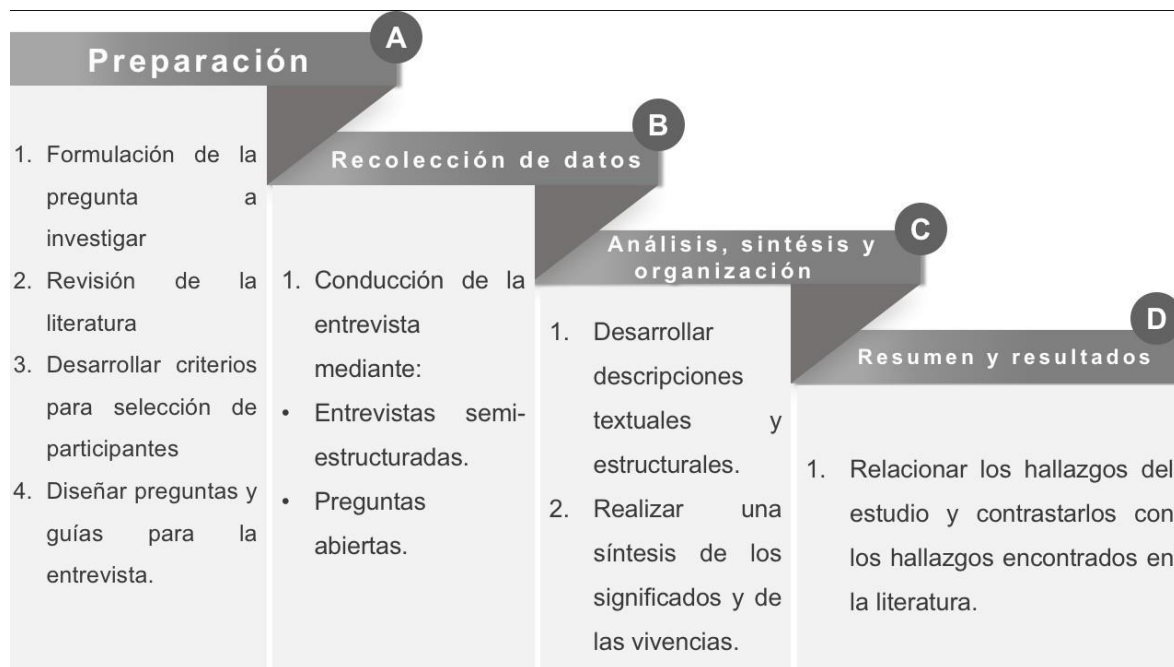 A
Preparación
1. Formulación de la
pregunta a
investigar
2. Revisión de la
literatura
3. Desarrollar criterios
para selección de
participantes
4. Diseñar preguntas y
guías para la
entrevista.
B
Recolección de datos
1. Conducción de la
entrevista
mediante:
• Entrevistas semi-
estructuradas.
• Preguntas
abiertas.
C
Análisis, sintésis y
organización
1. Desarrollar
descripciones
textuales y
estructurales.
2. Realizar una
síntesis de los
significados y de
las vivencias.
D
Resumen y resultados
1. Relacionar los hallazgos del
estudio y contrastarlos con
los hallazgos encontrados en
la literatura.